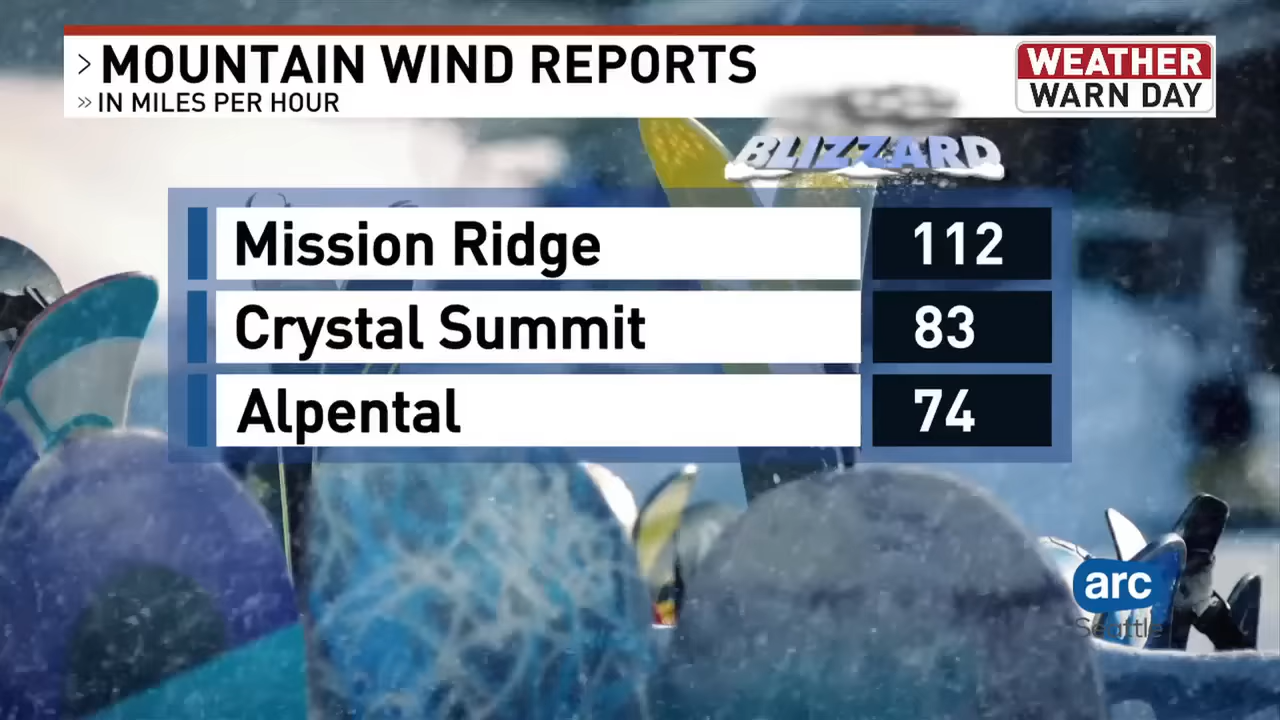 > MOUNTAIN WIND REPORTS
» IN MILES PER HOUR
WEATHER
WARN DAY
BLIZZARD
Mission Ridge 112
Crystal Summit 83
Alpental 74
arc
Seattle